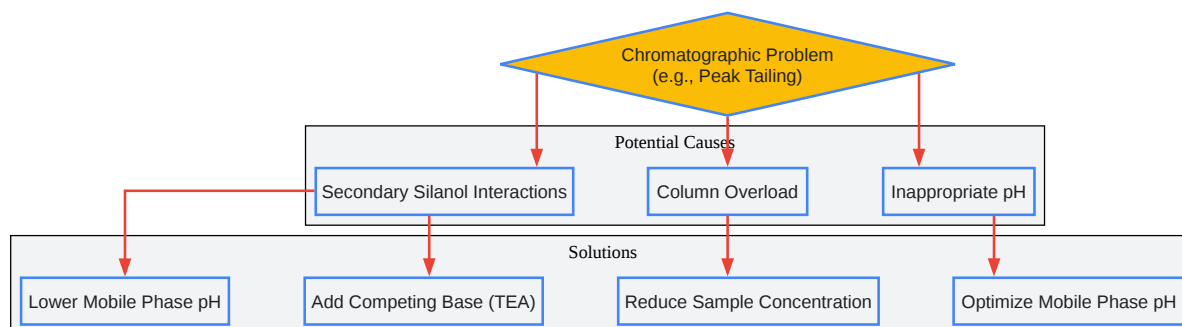 Chromatographic Problem
(e.g., Peak Tailing)
Potential Causes
Secondary Silanol Interactions
Column Overload
Inappropriate pH
Solutions
Lower Mobile Phase pH
Add Competing Base (TEA)
Reduce Sample Concentration
Optimize Mobile Phase pH